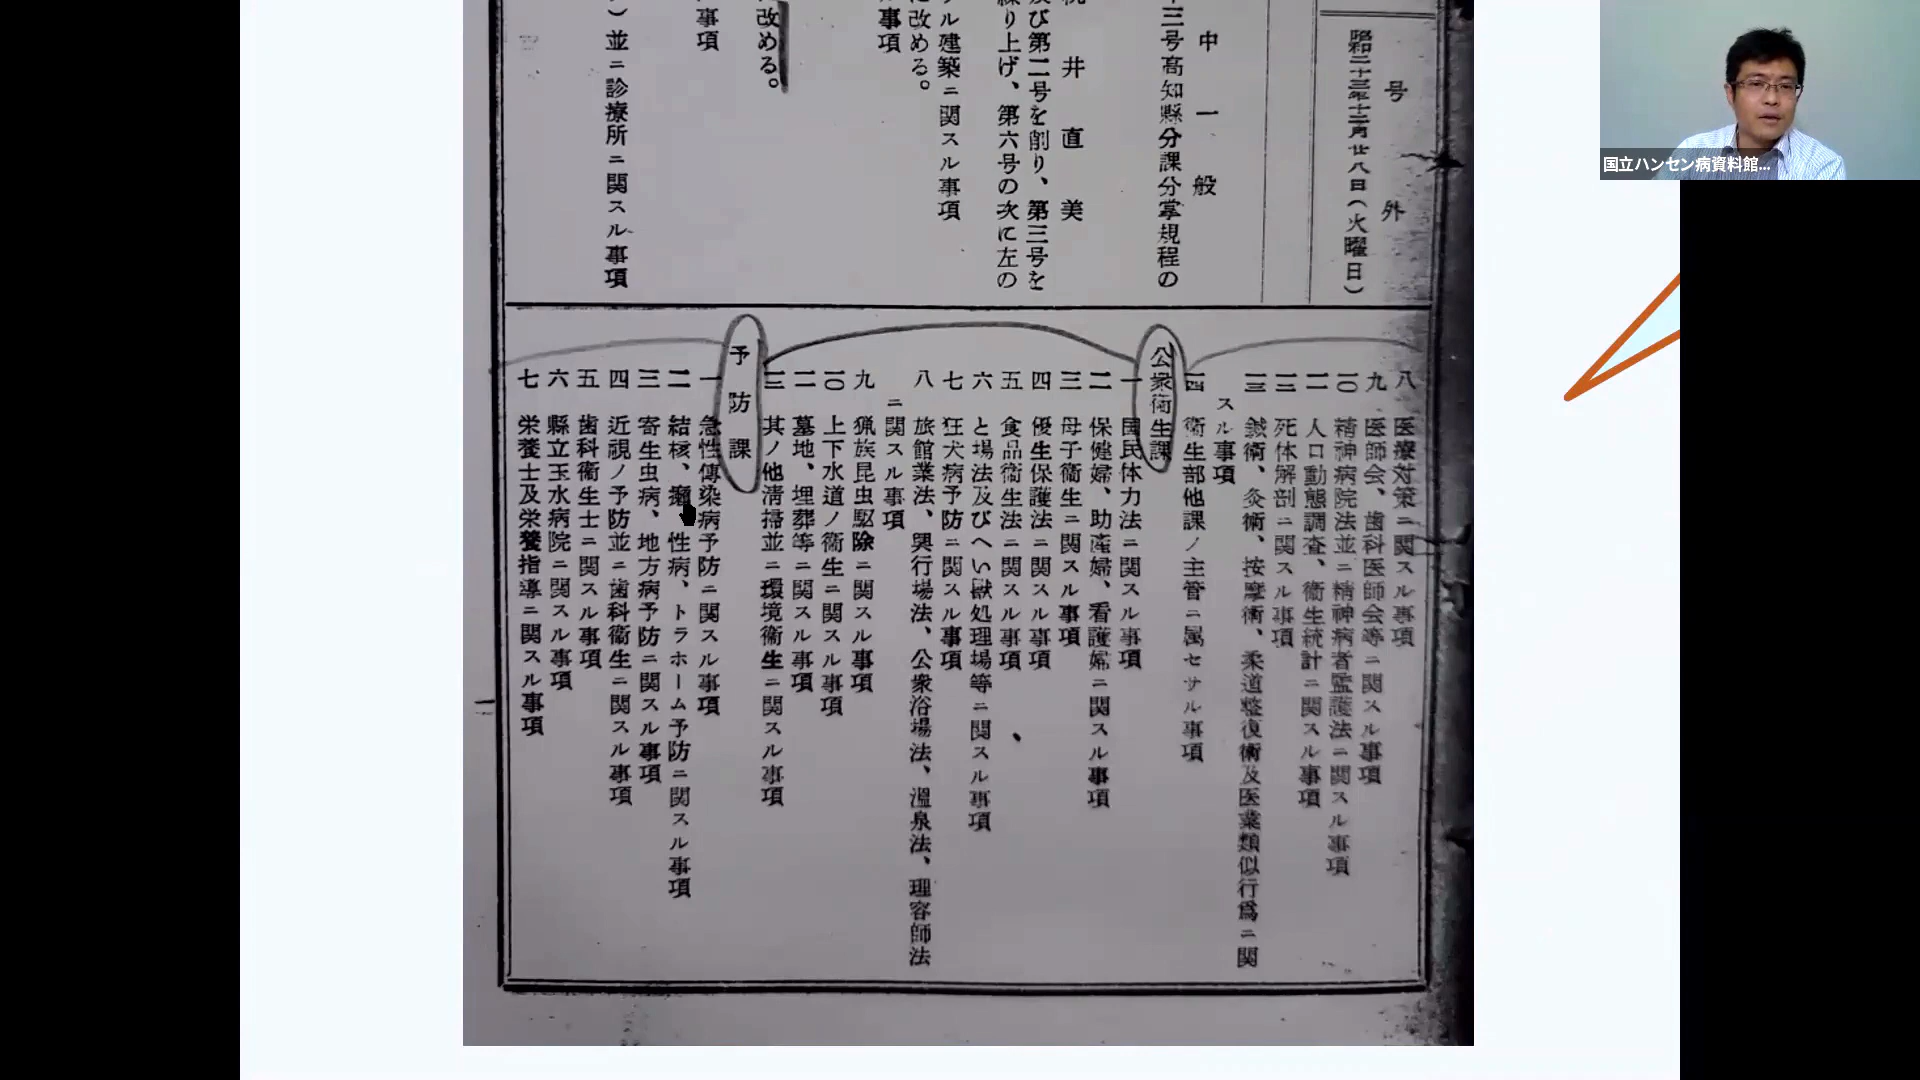 号外
昭和二十三年十二月廿八日(火曜日)
中一般
三号高知縣分課分掌規程の
井直美
及び第二号を削り、第三号を
繰り上げ、第六号の次に左の
ル建築ニ関スル事項
に改める。
事項
改める。
事項
)並ニ診療所ニ関スル事項
八 医療対策ニ関スル事項
九 医師会、歯科医師会等ニ関スル事項
一〇 精神病院法並ニ精神病者監護法ニ関スル事項
一一 人口動態調査、衛生統計ニ関スル事項
一二 死体解剖ニ関スル事項
一三 鍼術、灸術、按摩術、柔道整復術及医業類似行爲ニ関
スル事項
一四 衛生部他課ノ主管ニ属セサル事項
公衆衛生課
一 国民体力法ニ関スル事項
二 保健婦、助産婦、看護婦ニ関スル事項
三 母子衛生ニ関スル事項
四 優生保護法ニ関スル事項
五 食品衛生法ニ関スル事項
六 と場法及びへい獣処理場等ニ関スル事項
七 狂犬病予防ニ関スル事項
八 旅館業法、興行場法、公衆浴場法、溫泉法、理容師法
ニ関スル事項
九 猟族昆虫駆除ニ関スル事項
一〇 上下水道ノ衛生ニ関スル事項
一一 墓地、埋葬等ニ関スル事項
一二 其ノ他清掃並ニ環境衛生ニ関スル事項
予防課
一 急性傳染病予防ニ関スル事項
二 結核、癩、性病、トラホーム予防ニ関スル事項
三 寄生虫病、地方病予防ニ関スル事項
四 近視ノ予防並ニ歯科衛生ニ関スル事項
五 歯科衛生士ニ関スル事項
六 縣立玉水病院ニ関スル事項
七 栄養士及栄養指導ニ関スル事項
国立ハンセン病資料館...